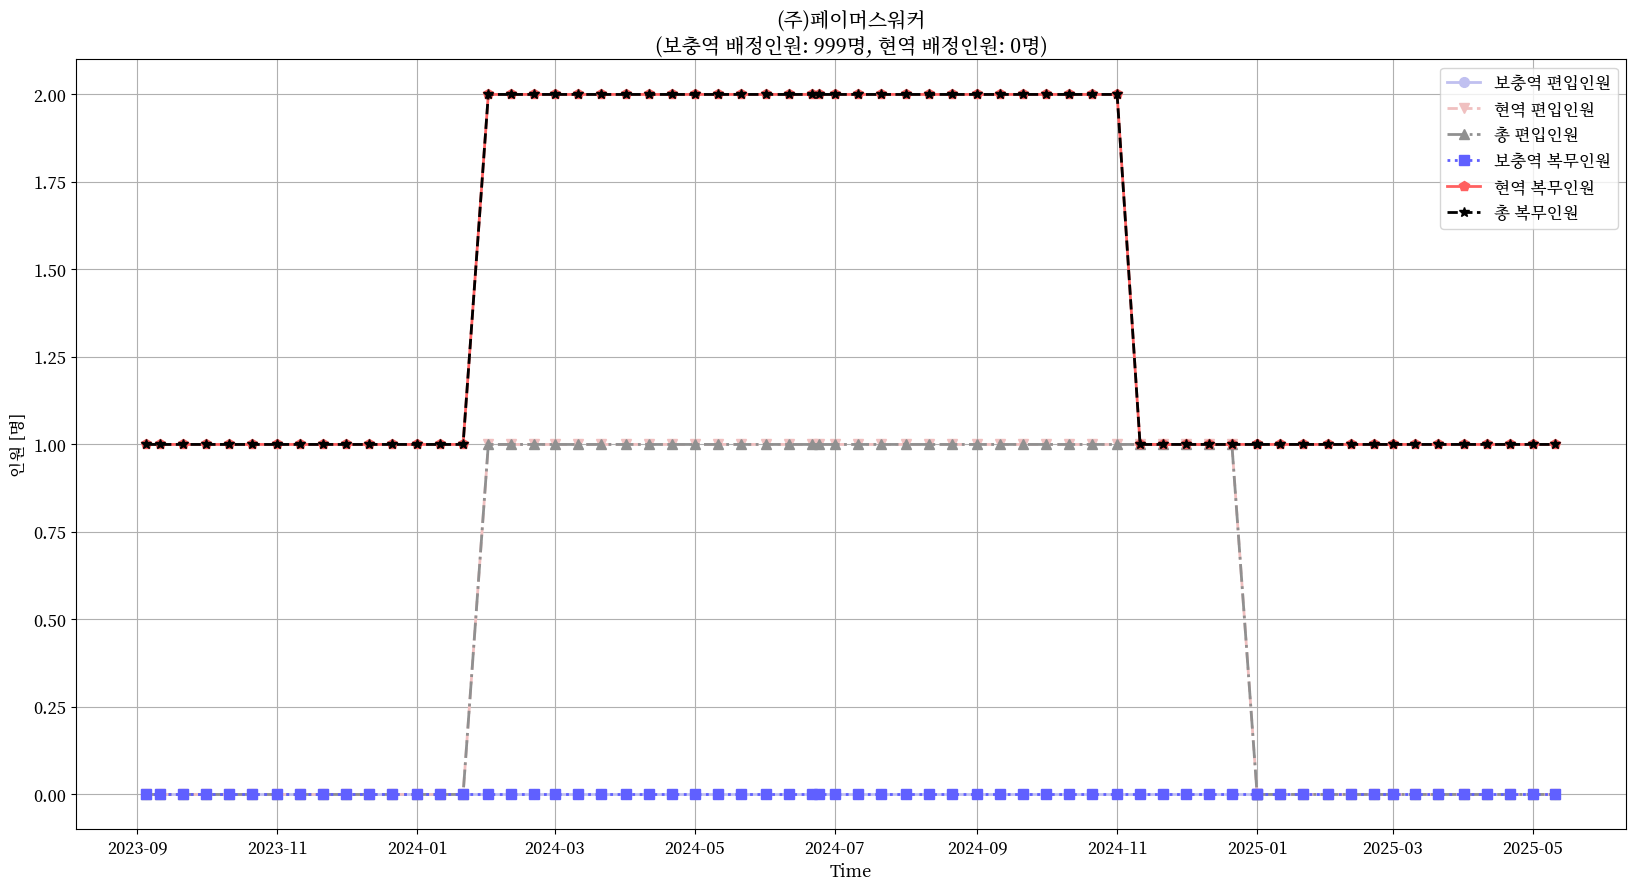 (주)페이머스워커
(보충역 배정인원: 999명, 현역 배정인원: 0명)
보충역 편입인원
현역 편입인원
총 편입인원
보충역 복무인원
현역 복무인원
총 복무인원
인원 [명]
2.00
1.75
1.50
1.25
1.00
0.75
0.50
0.25
0.00
2023-09 2023-11 2024-01 2024-03 2024-05 2024-07 2024-09 2024-11 2025-01 2025-03 2025-05
Time